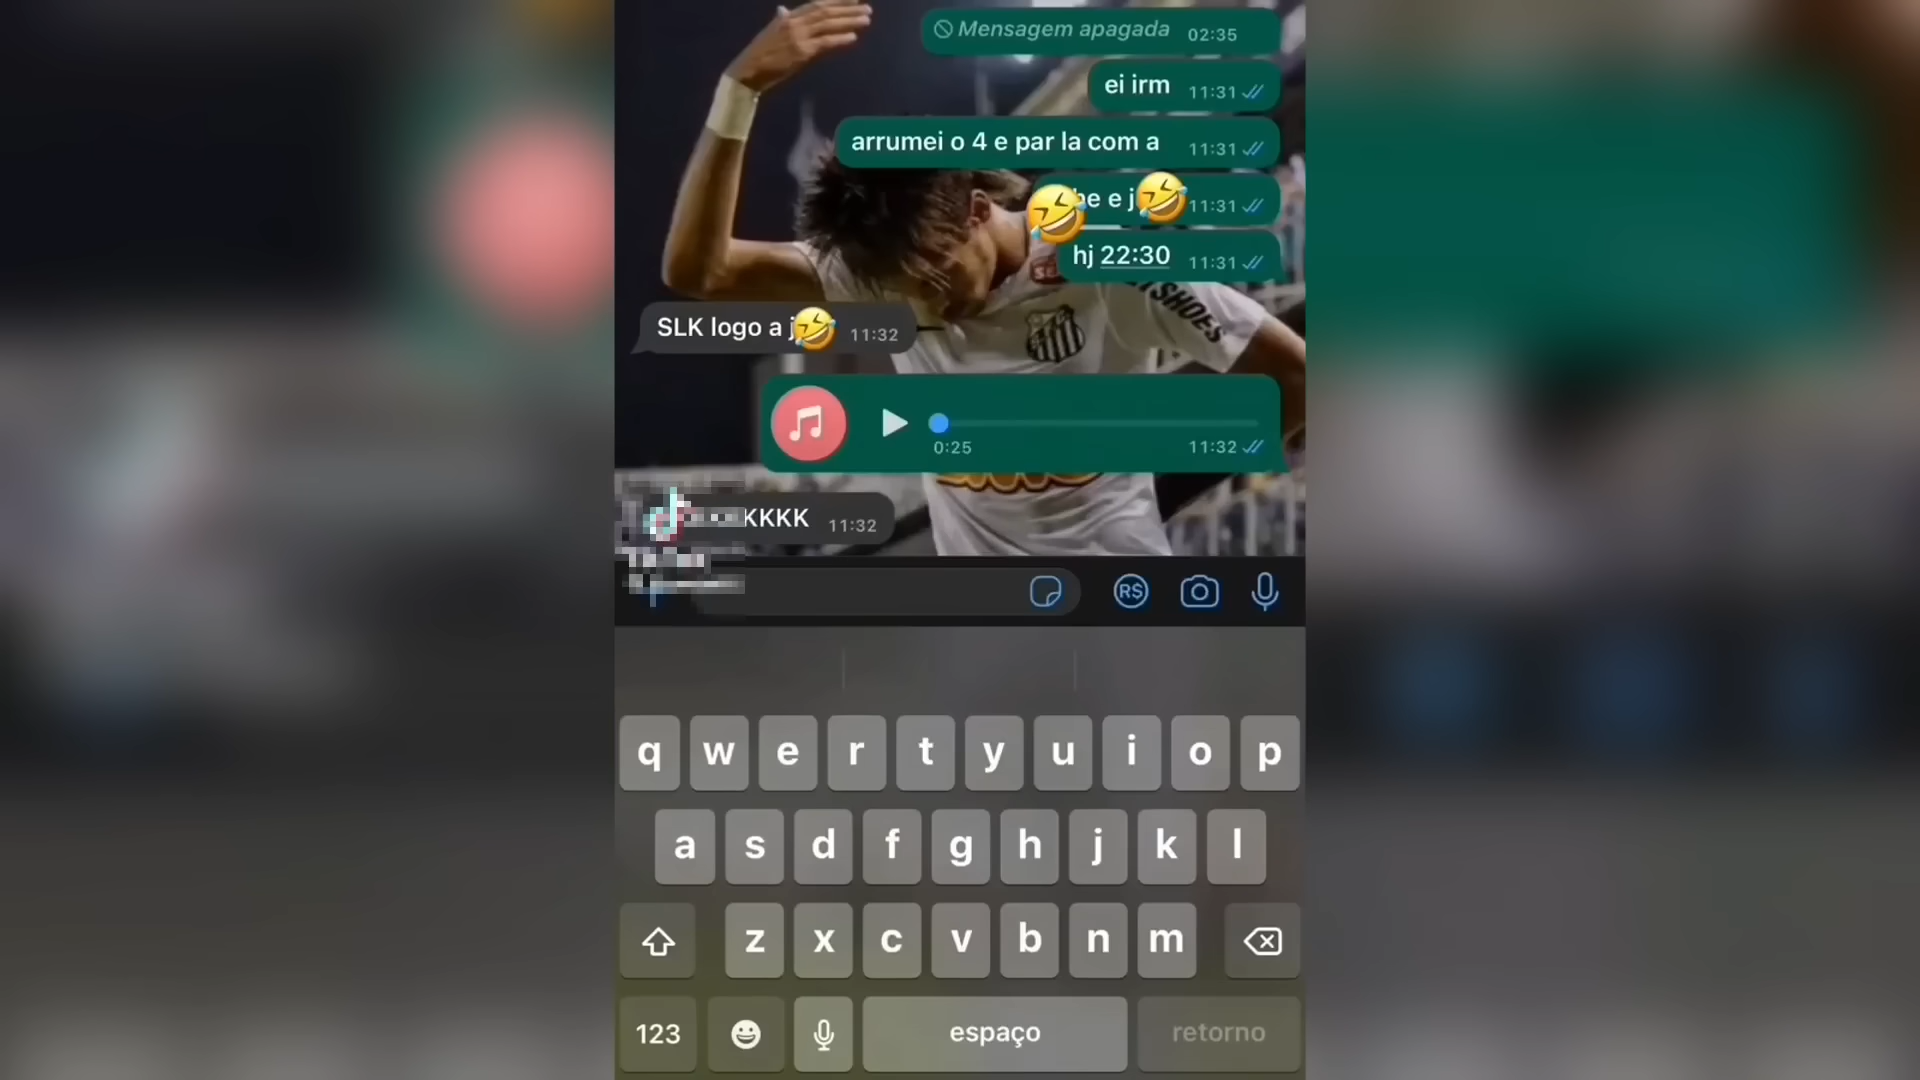 Mensagem apagada 02:35
ei irm 11:31
arrumei o 4 e par la com a 11:31
he e j 11:31
hj 22:30 11:31
SLK logo a j 11:32
0:25 11:32
KKKK 11:32
R$
q w e r t y u i o p
a s d f g h j k l
z x c v b n m
123 espaço retorno